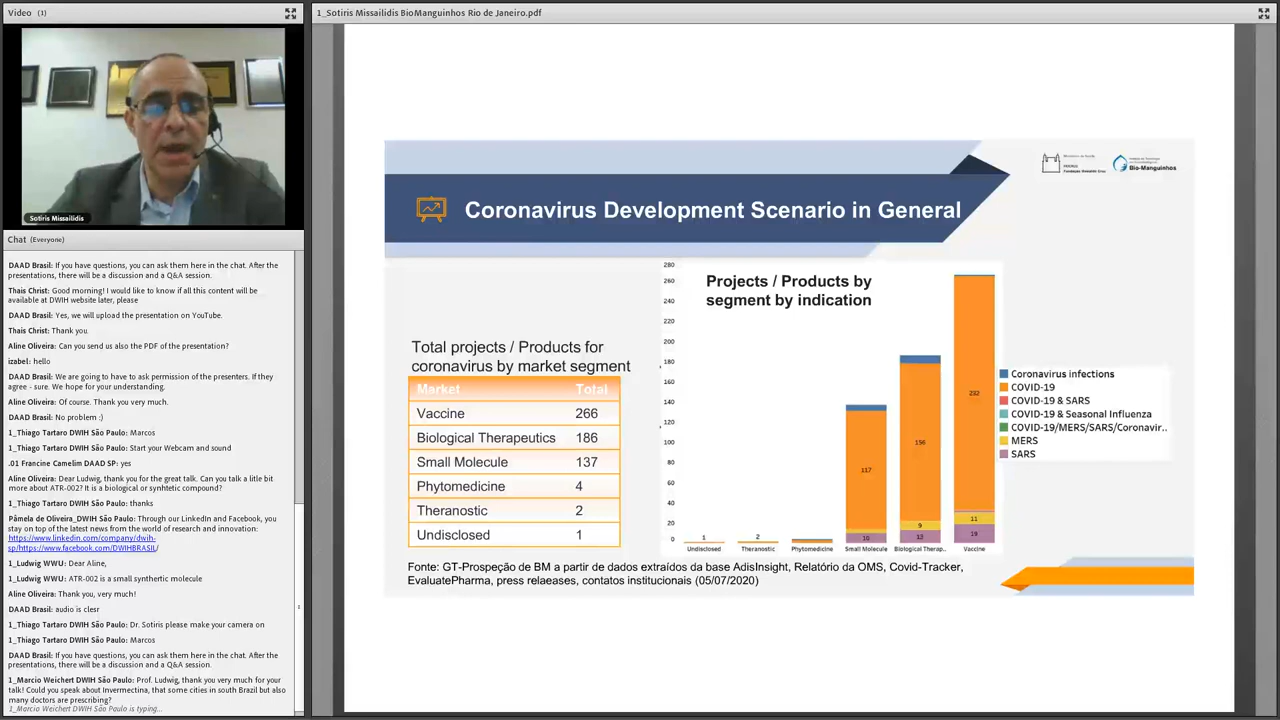 Video (1)
Sotiris Missailidis
Chat (Everyone)
DAAD Brasil: If you have questions, you can ask them here in the chat. After the
presentations, there will be a discussion and a Q&A session.
Thais Christ: Good morning! I would like to know if all this content will be
available at DWIH website later, please
DAAD Brasil: Yes, we will upload the presentation on YouTube.
Thais Christ: Thank you.
Aline Oliveira: Can you send us also the PDF of the presentation?
izabel: hello
DAAD Brasil: We are going to have to ask permission of the presenters. If they
agree - sure. We hope for your understanding.
Aline Oliveira: Of course. Thank you very much.
DAAD Brasil: No problem :)
1_Thiago Tartaro DWIH São Paulo: Marcos
1_Thiago Tartaro DWIH São Paulo: Start your Webcam and sound
.01 Francine Camelim DAAD SP: yes
Aline Oliveira: Dear Ludwig, thank you for the great talk. Can you talk a litle bit
more about ATR-002? It is a biological or synhtetic compound?
1_Thiago Tartaro DWIH São Paulo: thanks
Pâmela de Oliveira_DWIH São Paulo: Through our LinkedIn and Facebook, you
stay on top of the latest news from the world of research and innovation:
https://www.linkedin.com/company/dwih-
sp/https://www.facebook.com/DWIHBRASIL/
1_Ludwig WWU: Dear Aline,
1_Ludwig WWU: ATR-002 is a small synthertic molecule
Aline Oliveira: Thank you, very much!
DAAD Brasil: audio is clesr
1_Thiago Tartaro DWIH São Paulo: Dr. Sotiris please make your camera on
1_Thiago Tartaro DWIH São Paulo: Marcos
DAAD Brasil: If you have questions, you can ask them here in the chat. After the
presentations, there will be a discussion and a Q&A session.
1_Marcio Weichert DWIH São Paulo: Prof. Ludwig, thank you very much for your
talk! Could you speak about Invermectina, that some cities in south Brazil but also
many doctors are prescribing?
1_Marcio Weichert DWIH São Paulo is typing...
1_Sotiris Missailidis BioManguinhos Rio de Janeiro.pdf
Bio-Manguinhos
Coronavirus Development Scenario in General
Total projects / Products for
coronavirus by market segment
Market Total
Vaccine 266
Biological Therapeutics 186
Small Molecule 137
Phytomedicine 4
Theranostic 2
Undisclosed 1
Projects / Products by
segment by indication
280
260
240
220
200
180
160
140
120
100
80
60
40
20
0
1
2
117
10
156
9
12
232
11
19
Undisclosed Theranostic Phytomedicine Small Molecule Biological Therap.. Vaccine
Coronavirus infections
COVID-19
COVID-19 & SARS
COVID-19 & Seasonal Influenza
COVID-19/MERS/SARS/Coronavir..
MERS
SARS
Fonte: GT-Prospeção de BM a partir de dados extraídos da base AdisInsight, Relatório da OMS, Covid-Tracker,
EvaluatePharma, press relaeases, contatos institucionais (05/07/2020)